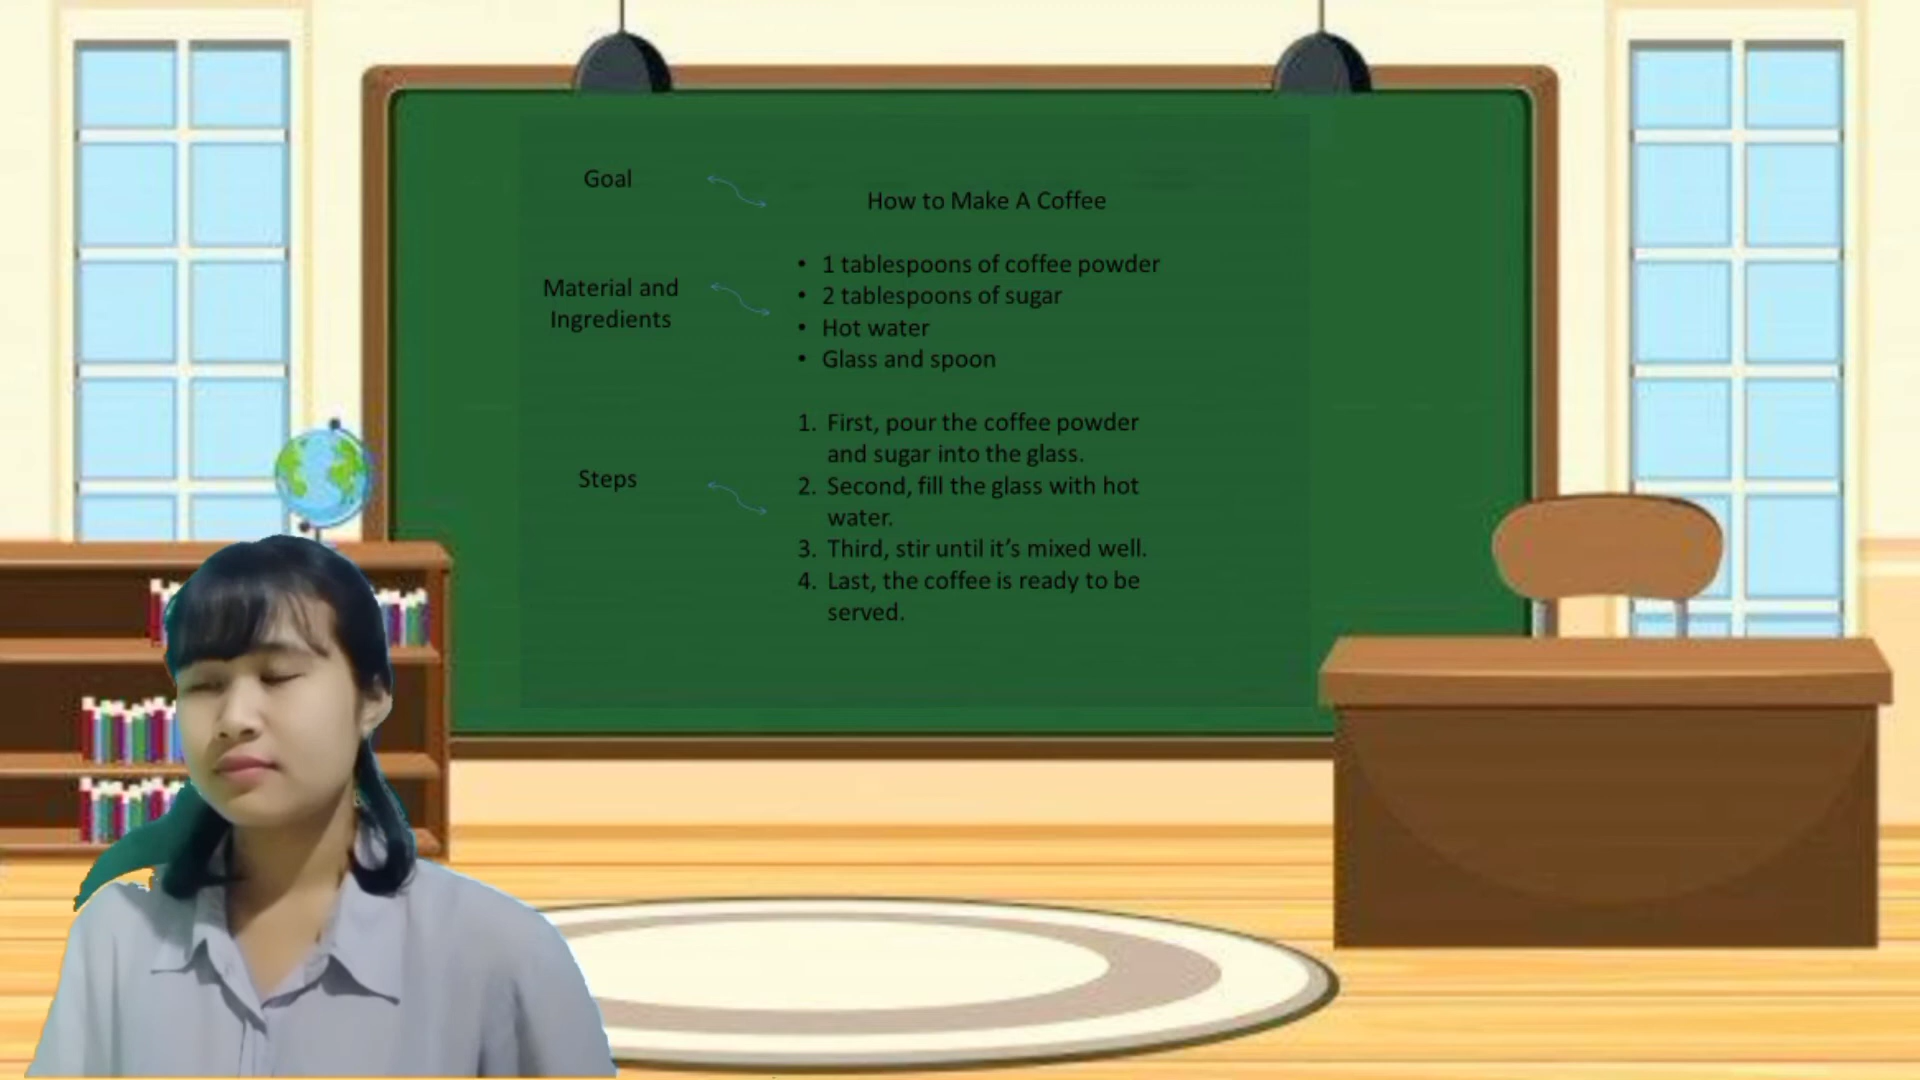 Goal
How to Make A Coffee
Material and
Ingredients
• 1 tablespoons of coffee powder
• 2 tablespoons of sugar
• Hot water
• Glass and spoon
Steps
1. First, pour the coffee powder
and sugar into the glass.
2. Second, fill the glass with hot
water.
3. Third, stir until it's mixed well.
4. Last, the coffee is ready to be
served.